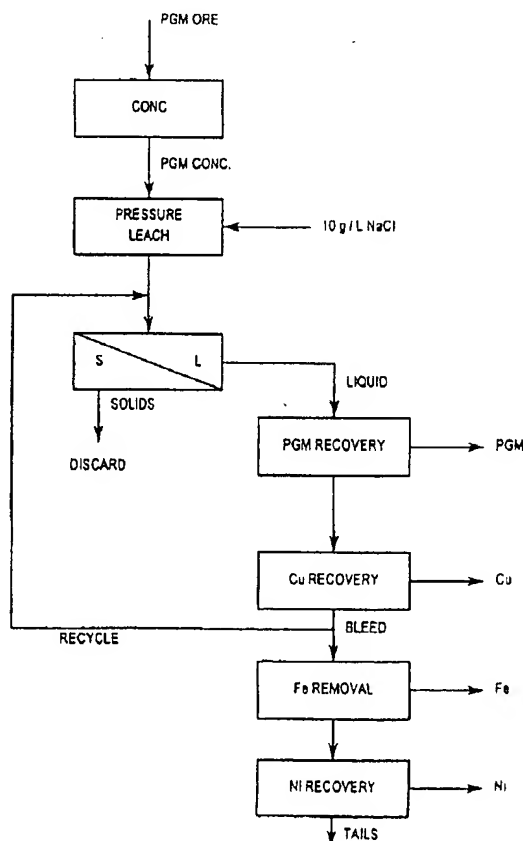 PGM ORE
CONC
PGM CONC.
PRESSURE
LEACH
10 g / L NaCl
S
L
LIQUID
SOLIDS
DISCARD
PGM RECOVERY
PGM
Cu RECOVERY
Cu
RECYCLE
BLEED
Fe REMOVAL
Fe
NI RECOVERY
Ni
TAILS